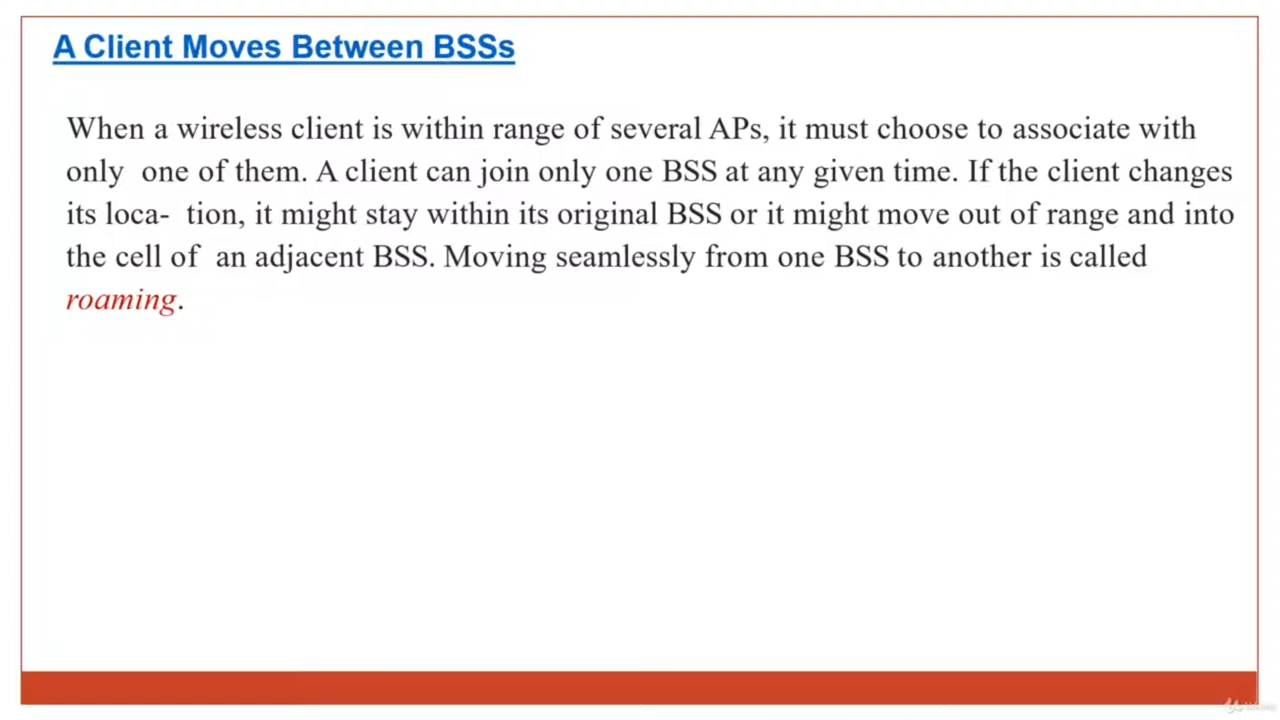 A Client Moves Between BSSs
When a wireless client is within range of several APs, it must choose to associate with
only one of them. A client can join only one BSS at any given time. If the client changes
its loca- tion, it might stay within its original BSS or it might move out of range and into
the cell of an adjacent BSS. Moving seamlessly from one BSS to another is called
roaming.